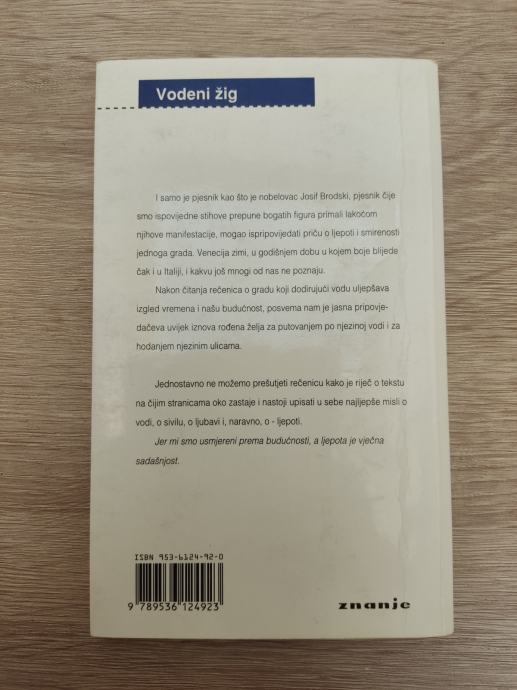 Vodeni žig
I samo je pjesnik kao što je nobelovac Josif Brodski, pjesnik čije
smo ispovijedne stihove prepune bogatih figura primali lakoćom
njihove manifestacije, mogao ispripovijedati priču o ljepoti i smirenosti
jednoga grada. Venecija zimi, u godišnjem dobu u kojem boje blijede
čak i u Italiji, i kakvu još mnogi od nas ne poznaju.
Nakon čitanja rečenica o gradu koji dodirujući vodu uljepšava
izgled vremena i našu budućnost, posvema nam je jasna pripovje-
dačeva uvijek iznova rođena želja za putovanjem po njezinoj vodi i za
hodanjem njezinim ulicama.
Jednostavno ne možemo prešutjeti rečenicu kako je riječ o tekstu
na čijim stranicama oko zastaje i nastoji upisati u sebe najljepše misli o
vodi, o sivilu, o ljubavi i, naravno, o - ljepoti.
Jer mi smo usmjereni prema budućnosti, a ljepota je vječna
sadašnjost.
ISBN 953-6124-92-0
9 789536 124923
znanje